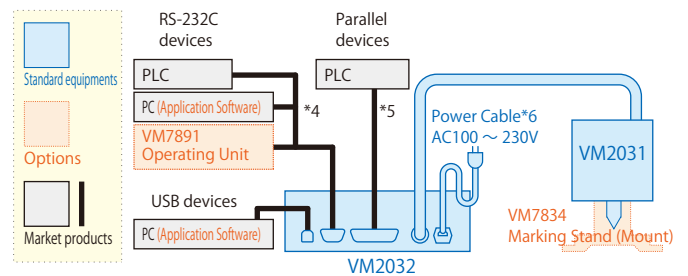 Standard equipments
Options
Market products
RS-232C
devices
PLC
PC (Application Software)
VM7891
Operating Unit
*4
USB devices
PC (Application Software)
Parallel
devices
PLC
*5
Power Cable*6
AC100 ～ 230V
VM2032
VM2031
VM7834
Marking Stand (Mount)